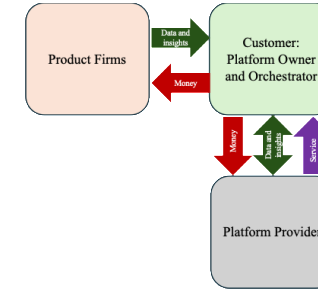 Data and
insights
Product Firms
Money
Customer:
Platform Owner
and Orchestrator
Money
Data and
insights
Service
Platform Provider